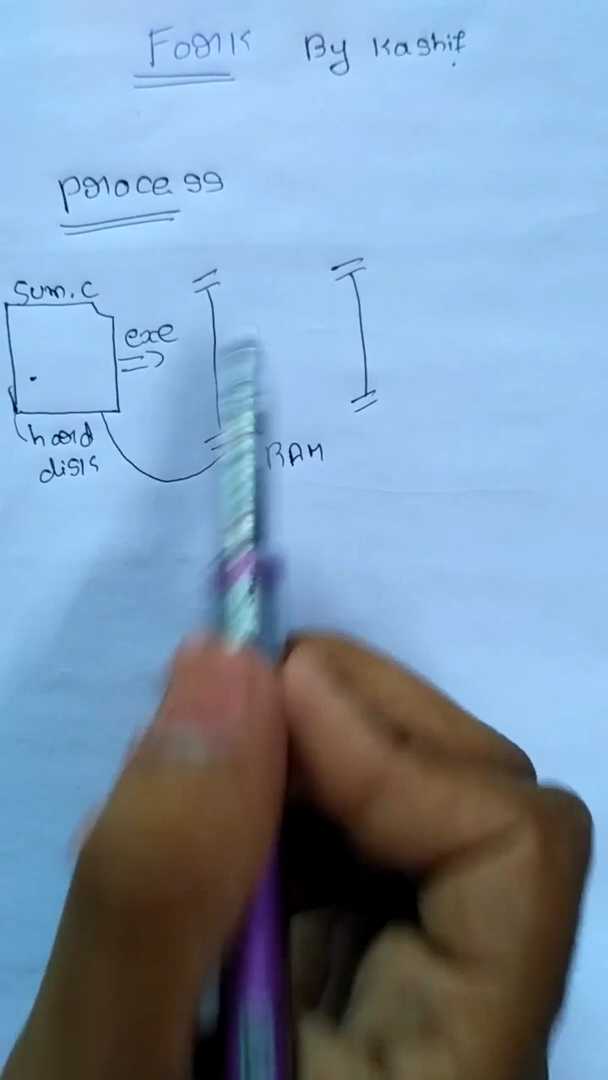 Fork By Kashif
process
Sum.c
exe
hard
disk
RAM